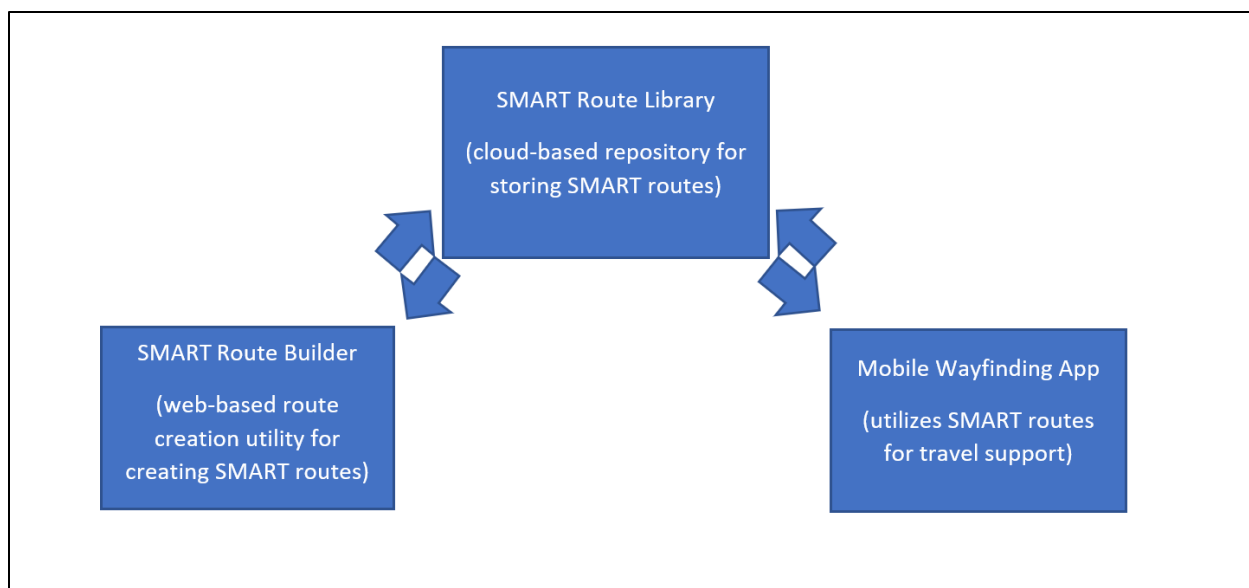 SMART Route Library
(cloud-based repository for
storing SMART routes)
SMART Route Builder
(web-based route
creation utility for
creating SMART routes)
Mobile Wayfinding App
(utilizes SMART routes
for travel support)